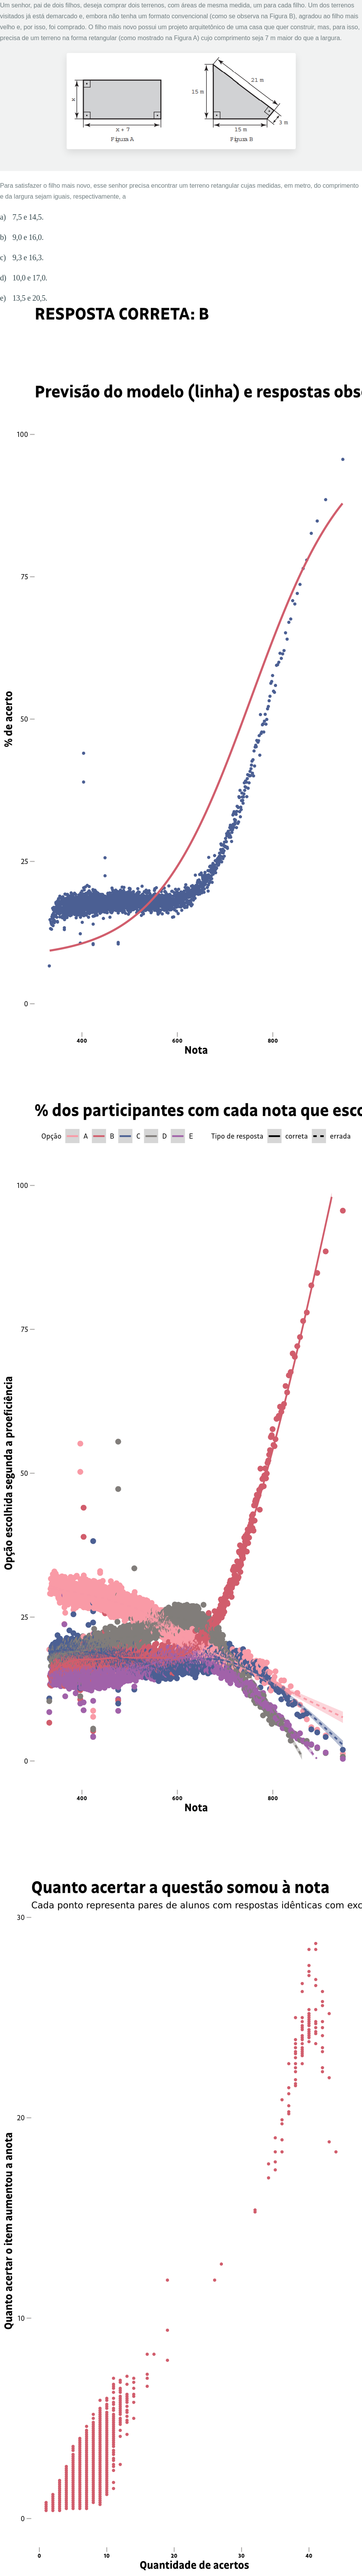 Um senhor, pai de dois filhos, deseja comprar dois terrenos, com áreas de mesma medida, um para cada filho. Um dos terrenos
visitados já está demarcado e, embora não tenha um formato convencional (como se observa na Figura B), agradou ao filho mais
velho e, por isso, foi comprado. O filho mais novo possui um projeto arquitetônico de uma casa que quer construir, mas, para isso,
precisa de um terreno na forma retangular (como mostrado na Figura A) cujo comprimento seja 7 m maior do que a largura.
x
x + 7
Figura A
15 m
21 m
3 m
15 m
Figura B
Para satisfazer o filho mais novo, esse senhor precisa encontrar um terreno retangular cujas medidas, em metro, do comprimento
e da largura sejam iguais, respectivamente, a
a) 7,5 e 14,5.
b) 9,0 e 16,0.
c) 9,3 e 16,3.
d) 10,0 e 17,0.
e) 13,5 e 20,5.
RESPOSTA CORRETA: B
Previsão do modelo (linha) e respostas obs
% de acerto
100
75
50
25
0
400
600
800
Nota
% dos participantes com cada nota que esco
Opção A B C D E Tipo de resposta correta errada
Opção escolhida segunda a proeficiência
100
75
50
25
0
400
600
800
Nota
Quanto acertar a questão somou à nota
Cada ponto representa pares de alunos com respostas idênticas com exc
Quanto acertar o item aumentou a anota
30
20
10
0
0
10
20
30
40
Quantidade de acertos